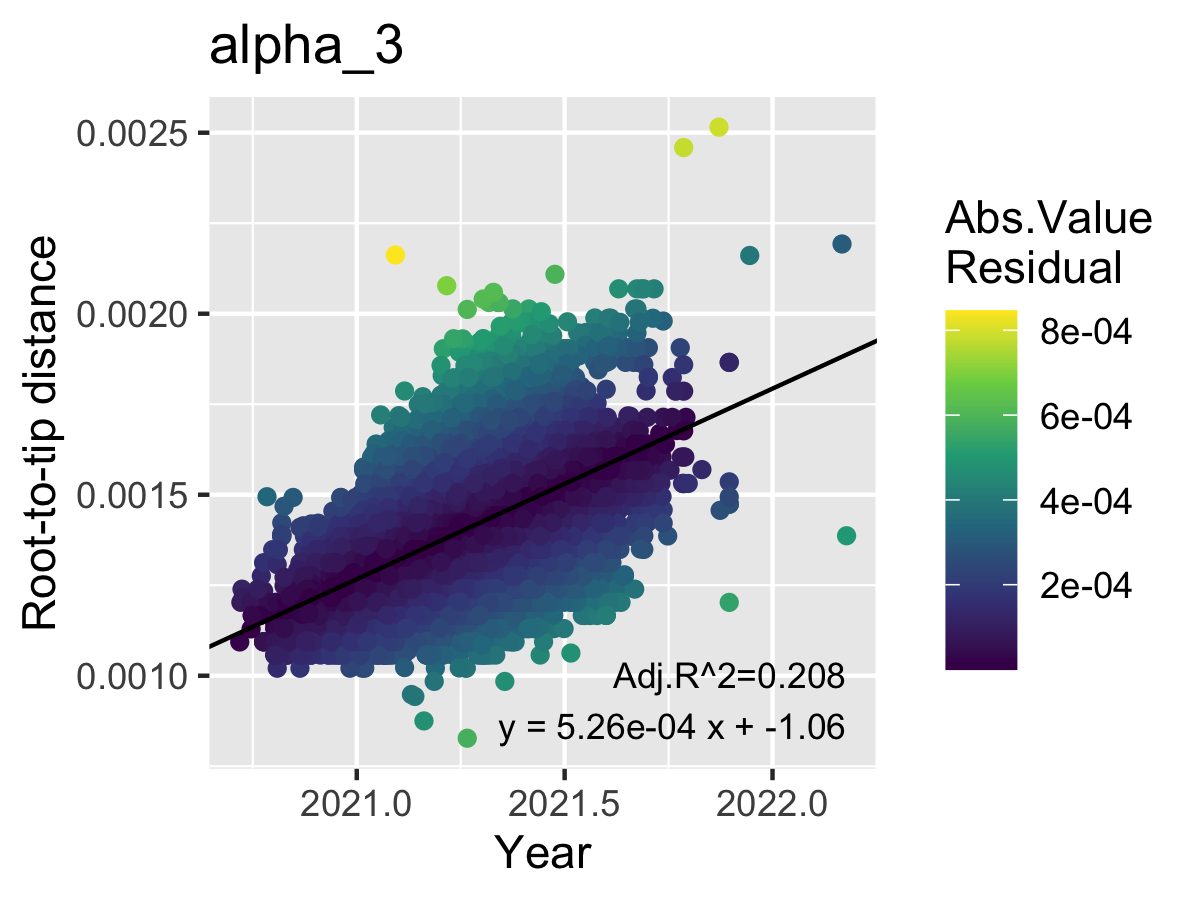 alpha_3
0.0025
0.0020
0.0015
0.0010
Root-to-tip distance
Adj.R^2=0.208
y = 5.26e-04 x + -1.06
2021.0
2021.5
2022.0
Year
Abs.Value
Residual
8e-04
6e-04
4e-04
2e-04